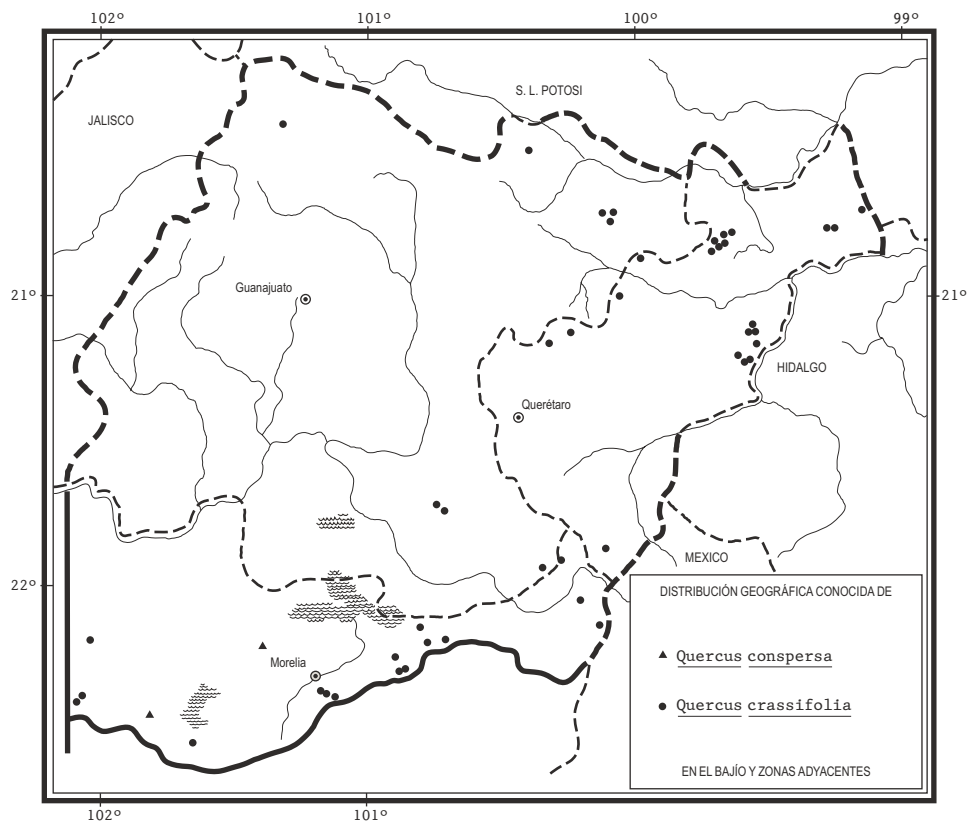 102° 101° 100° 99°
S. L. POTOSI
JALISCO
Guanajuato
21° 21°
HIDALGO
Querétaro
MEXICO
22°
DISTRIBUCIÓN GEOGRÁFICA CONOCIDA DE
Quercus conspersa
Morelia
Quercus crassifolia
EN EL BAJÍO Y ZONAS ADYACENTES
102° 101°